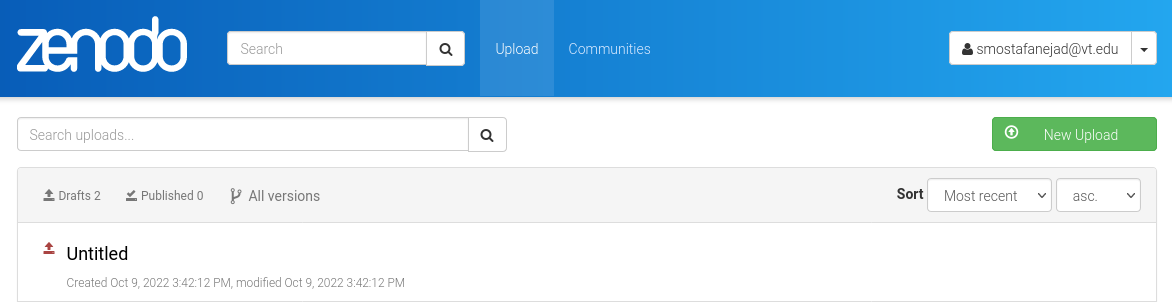 zenodo
Search
Upload
Communities
smostafanejad@vt.edu
Search uploads...
New Upload
Drafts 2
Published 0
All versions
Sort
Most recent
asc.
Untitled
Created Oct 9, 2022 3:42:12 PM, modified Oct 9, 2022 3:42:12 PM